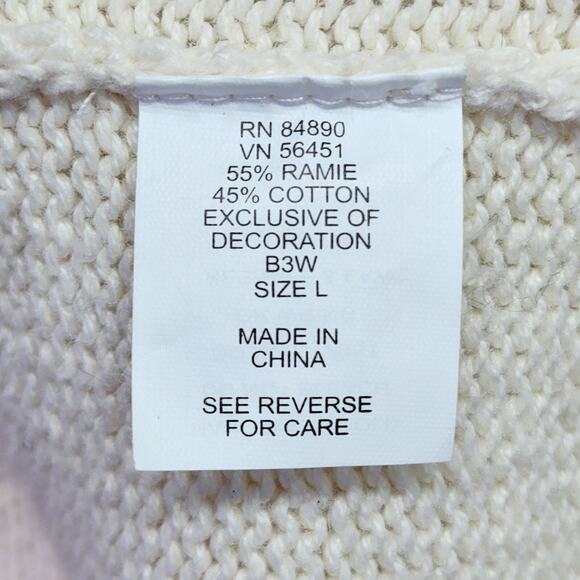 RN 84890
VN 56451
55% RAMIE
45% COTTON
EXCLUSIVE OF
DECORATION
B3W
SIZE L
MADE IN
CHINA
SEE REVERSE
FOR CARE